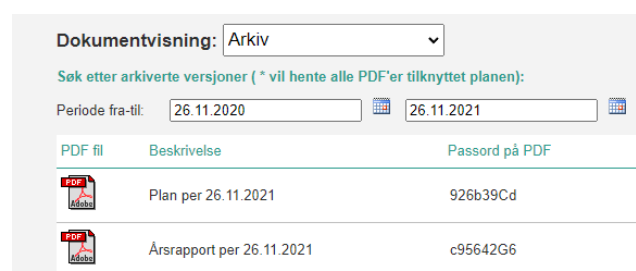 Dokumentvisning: Arkiv
Søk etter arkiverte versjoner ( * vil hente alle PDF'er tilknyttet planen):
Periode fra-til: 26.11.2020 26.11.2021
PDF fil Beskrivelse Passord på PDF
PDF Adobe Plan per 26.11.2021 926b39Cd
PDF Adobe Årsrapport per 26.11.2021 c95642G6